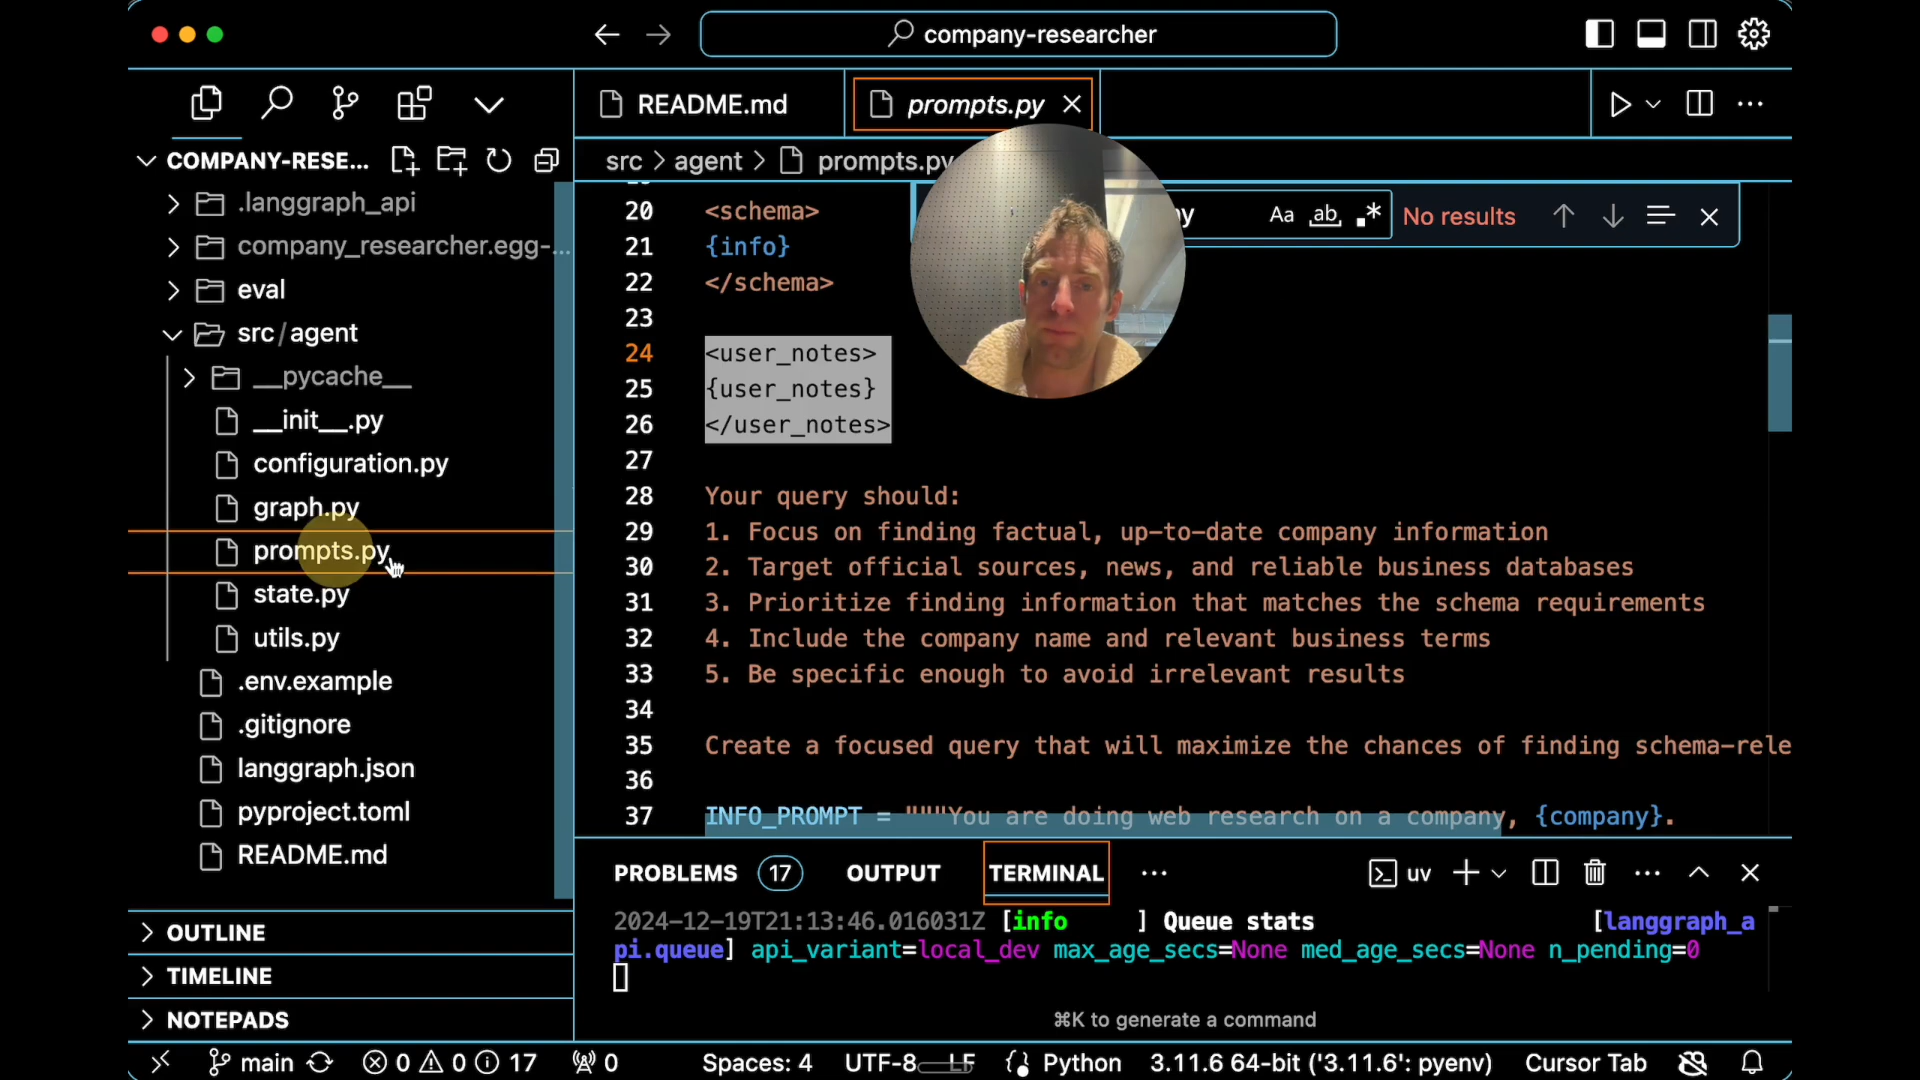 company-researcher
README.md
prompts.py
COMPANY-RESE...
src > agent > prompts.py
.langgraph_api
company_researcher.egg-...
eval
src/agent
__pycache__
__init__.py
configuration.py
graph.py
prompts.py
state.py
utils.py
.env.example
.gitignore
langgraph.json
pyproject.toml
README.md
OUTLINE
TIMELINE
NOTEPADS
Aa ab .* No results
20 <schema>
21 {info}
22 </schema>
23
24 <user_notes>
25 {user_notes}
26 </user_notes>
27
28 Your query should:
29 1. Focus on finding factual, up-to-date company information
30 2. Target official sources, news, and reliable business databases
31 3. Prioritize finding information that matches the schema requirements
32 4. Include the company name and relevant business terms
33 5. Be specific enough to avoid irrelevant results
34
35 Create a focused query that will maximize the chances of finding schema-rele
36
37 INFO_PROMPT = """You are doing web research on a company, {company}.
PROBLEMS 17 OUTPUT TERMINAL ... uv
2024-12-19T21:13:46.016031Z [info ] Queue stats [langgraph_a
pi.queue] api_variant=local_dev max_age_secs=None med_age_secs=None n_pending=0
⌘K to generate a command
main 0 0 17 0 Spaces: 4 UTF-8 LF Python 3.11.6 64-bit ('3.11.6': pyenv) Cursor Tab